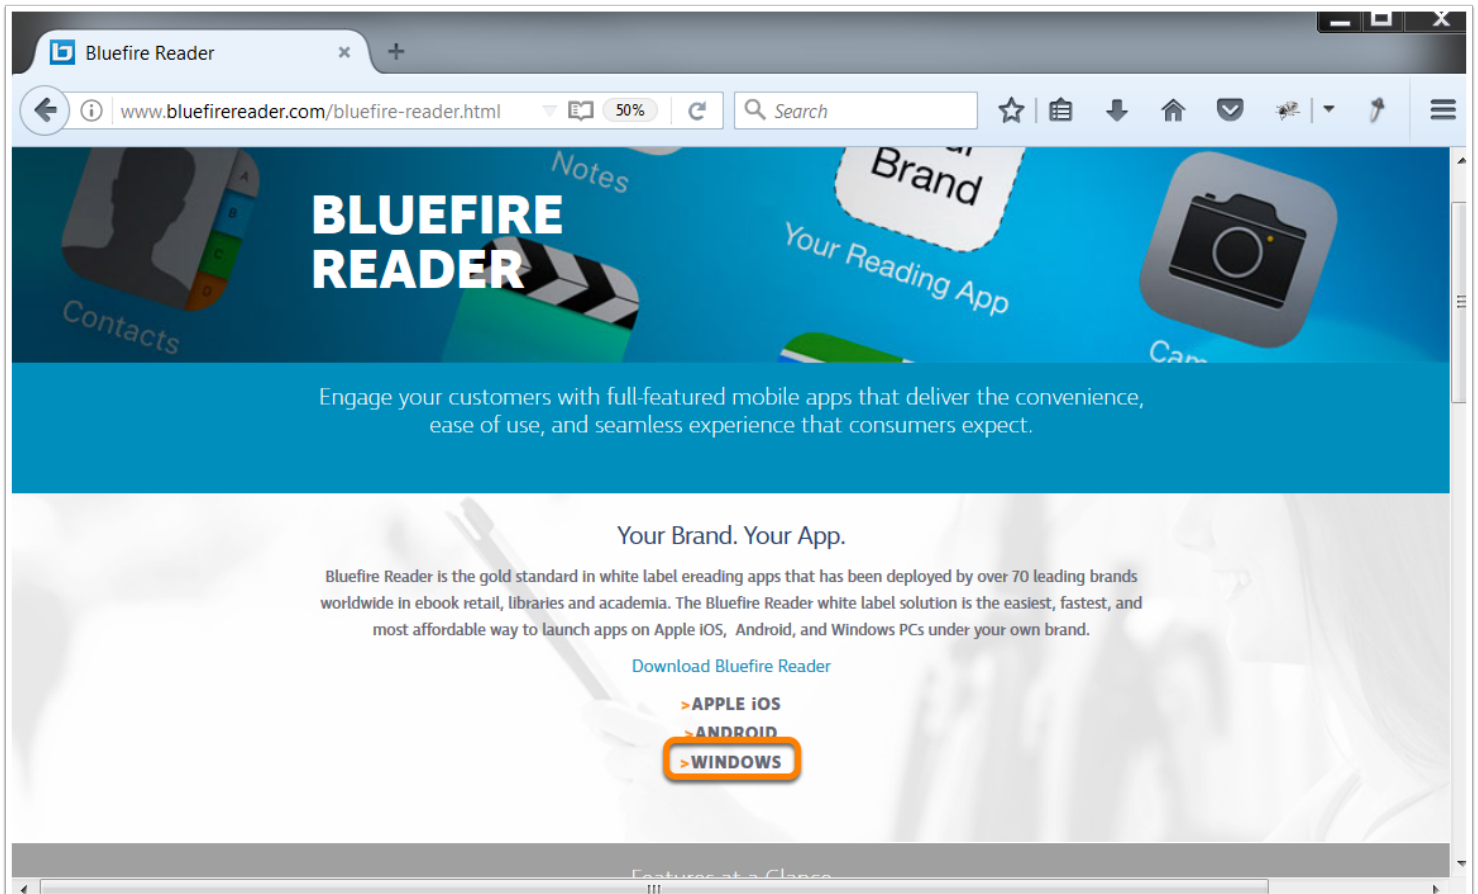 Bluefire Reader
www.bluefirereader.com/bluefire-reader.html
50%
Search
Notes
Brand
A
B
C
D
BLUEFIRE
READER
Your Reading App
Contacts
Engage your customers with full-featured mobile apps that deliver the convenience,
ease of use, and seamless experience that consumers expect.
Your Brand. Your App.
Bluefire Reader is the gold standard in white label ereading apps that has been deployed by over 70 leading brands
worldwide in ebook retail, libraries and academia. The Bluefire Reader white label solution is the easiest, fastest, and
most affordable way to launch apps on Apple iOS, Android, and Windows PCs under your own brand.
Download Bluefire Reader
>APPLE iOS
>ANDROID
>WINDOWS
Features at a Glance